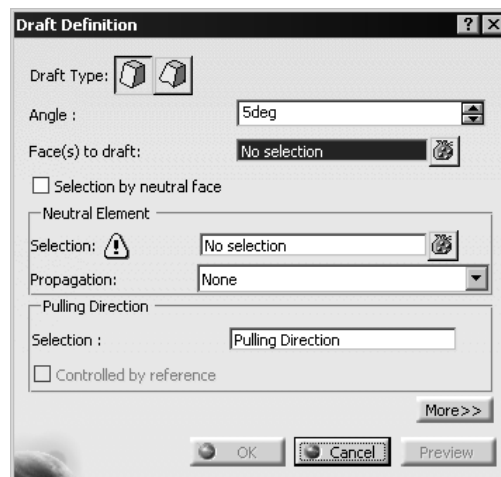 Draft Definition
Draft Type:
Angle : 5deg
Face(s) to draft: No selection
Selection by neutral face
Neutral Element
Selection: No selection
Propagation: None
Pulling Direction
Selection : Pulling Direction
Controlled by reference
More>>
OK Cancel Preview